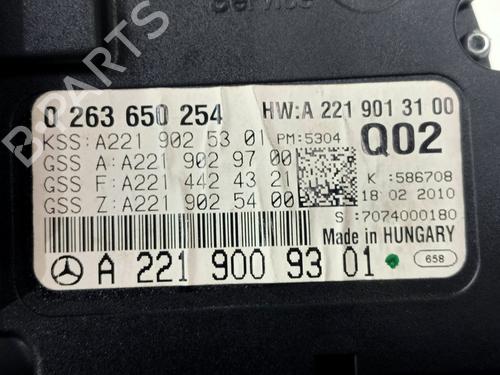 Service
0 263 650 254 HW:A 221 901 31 00
KSS:A221 902 53 01 PM:5304 Q02
GSS A:A221 902 97 00
GSS F:A221 442 43 21 K :586708
GSS Z:A221 902 54 00 18 02 2010
S :7074000180
Made in HUNGARY
A 221 900 93 01 658
B-PARTS